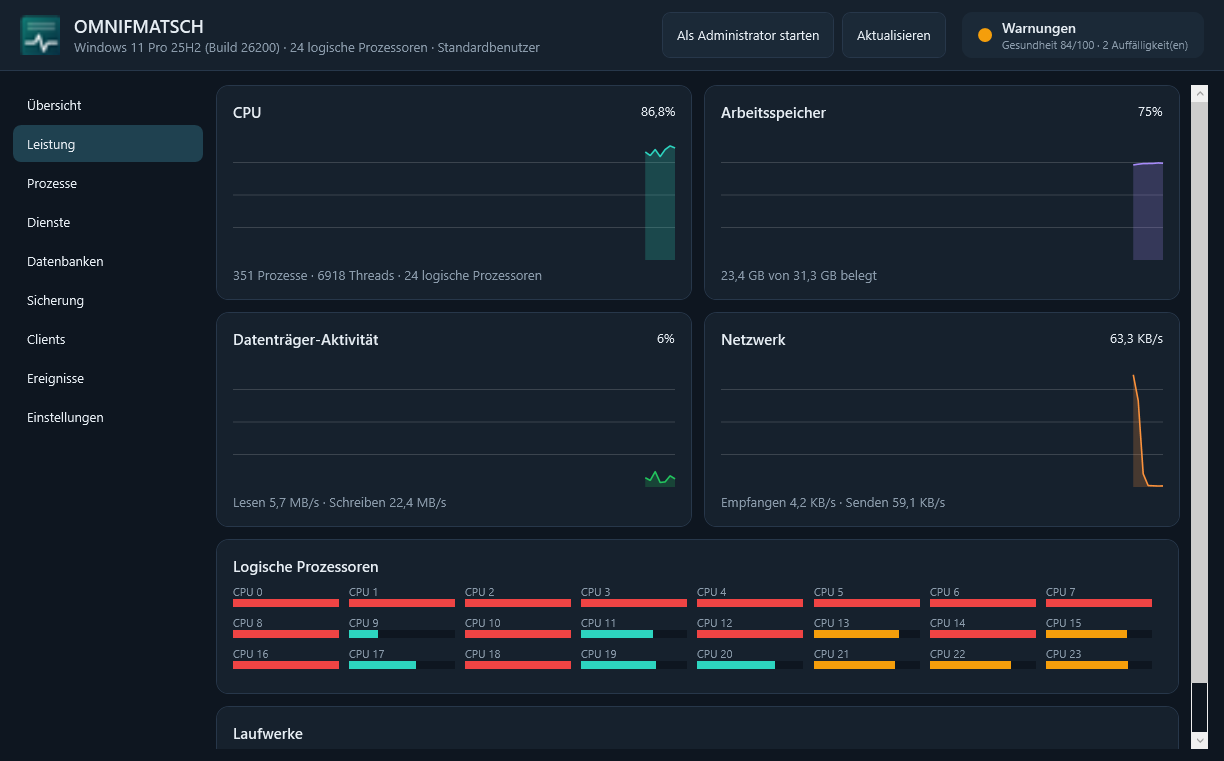 OMNIFMATSCH
Windows 11 Pro 25H2 (Build 26200) · 24 logische Prozessoren · Standardbenutzer
Als Administrator starten
Aktualisieren
Warnungen
Gesundheit 84/100 · 2 Auffälligkeit(en)
Übersicht
Leistung
Prozesse
Dienste
Datenbanken
Sicherung
Clients
Ereignisse
Einstellungen
CPU 86,8%
351 Prozesse · 6918 Threads · 24 logische Prozessoren
Arbeitsspeicher 75%
23,4 GB von 31,3 GB belegt
Datenträger-Aktivität 6%
Lesen 5,7 MB/s · Schreiben 22,4 MB/s
Netzwerk 63,3 KB/s
Empfangen 4,2 KB/s · Senden 59,1 KB/s
Logische Prozessoren
CPU 0 CPU 1 CPU 2 CPU 3 CPU 4 CPU 5 CPU 6 CPU 7
CPU 8 CPU 9 CPU 10 CPU 11 CPU 12 CPU 13 CPU 14 CPU 15
CPU 16 CPU 17 CPU 18 CPU 19 CPU 20 CPU 21 CPU 22 CPU 23
Laufwerke